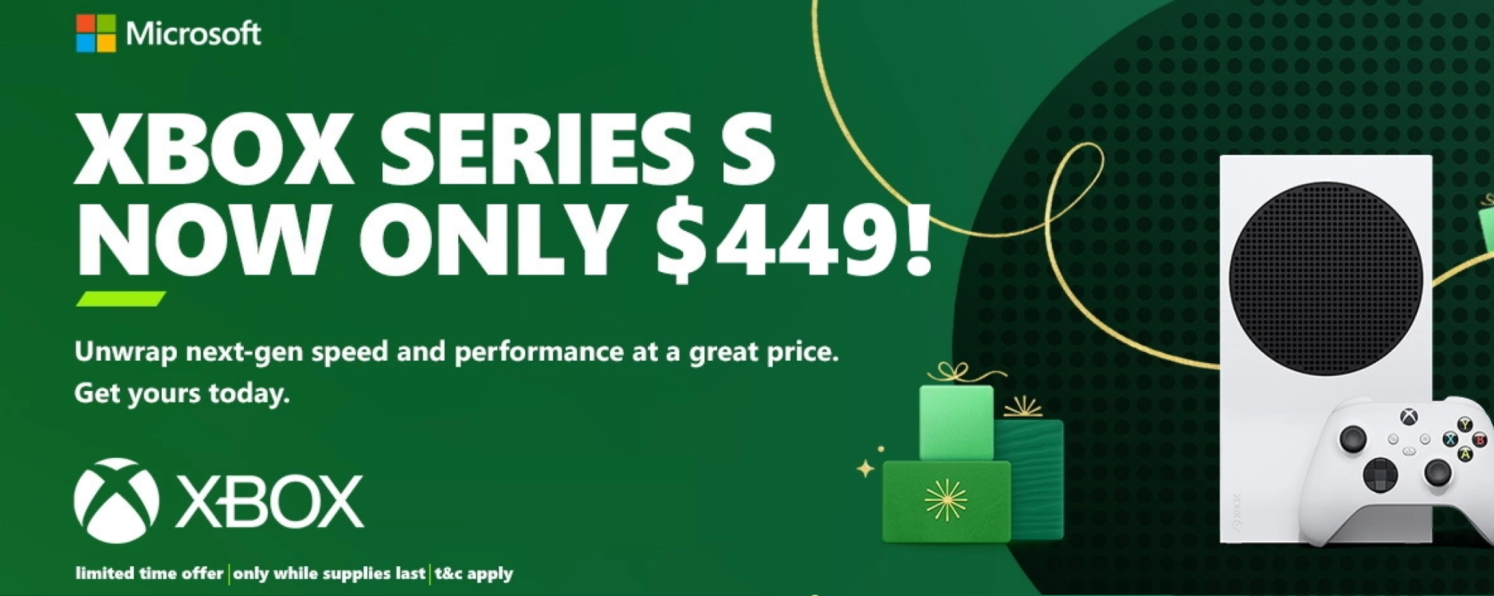 Microsoft
XBOX SERIES S
NOW ONLY $449!
Unwrap next-gen speed and performance at a great price.
Get yours today.
XBOX
limited time offer|only while supplies last|t&c apply
XBOX
Y
X B
A